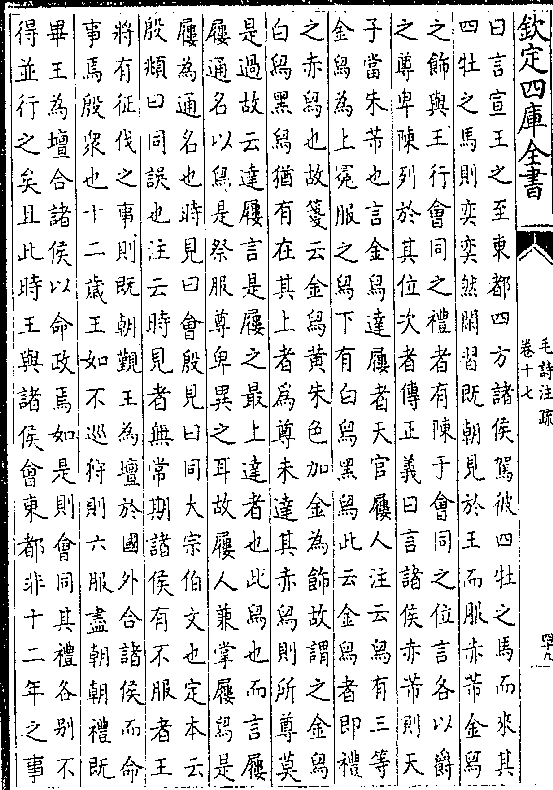 欽定四庫全書
毛詩注疏
卷十七
四十九
曰言宣王之至東都四方諸侯駕彼四牡之馬而來其
四牡之馬則奕奕然閑習既朝見於王而服赤芾金舄
之飾與王行會同之禮者有陳于會同之位言各以爵
之尊卑陳列於其位次者傳正義曰言諸侯赤芾則天
子當朱芾也言金舄達屨者天官屨人注云舄有三等
金舄為上冕服之舄下有白舄黑舄此云金舄者即禮
之赤舄也故箋云金舄黃朱色加金為飾故謂之金舄
白舄黑舄猶有在其上者為尊未達其赤舄則所尊莫
是過故云達屨言是屨之最上達者也此舄也而言屨
屨通名以舄是祭服尊卑異之耳故屨人兼掌屨舄是
屨為通名也時見曰會殷見曰同大宗伯文也定本云
殷頫曰同誤也注云時見者無常期諸侯有不服者王
將有征伐之事則既朝覲王為壇於國外合諸侯而命
事焉殷衆也十二歲王如不巡狩則六服盡朝朝禮既
畢王為壇合諸侯以命政焉如是則會同其禮各別不
得並行之矣且此時王與諸侯會東都非十二年之事